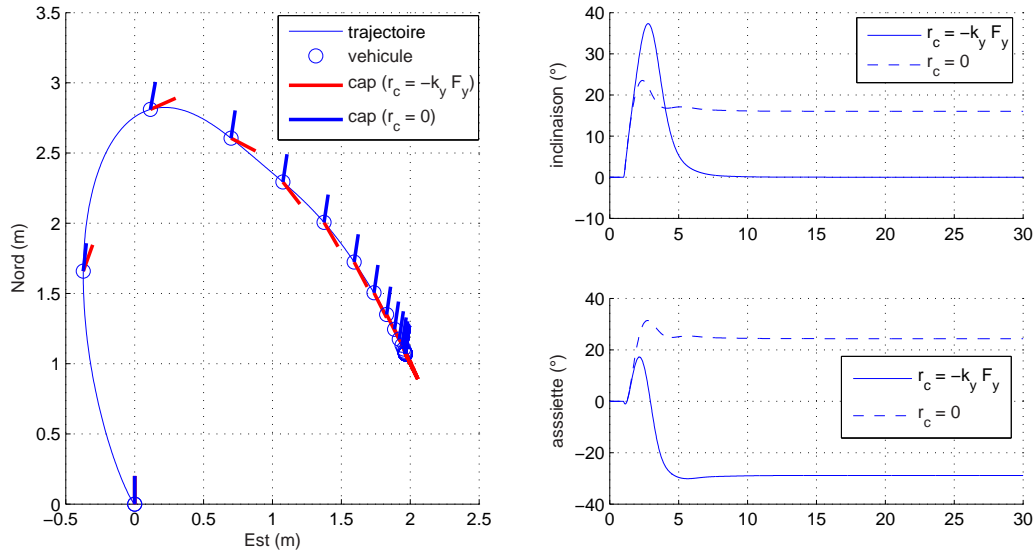 3.5
3
2.5
2
1.5
1
0.5
0
Nord (m)
−0.5 0 0.5 1 1.5 2 2.5
Est (m)
trajectoire
vehicule
cap (r_c = −k_y F_y)
cap (r_c = 0)
40
30
20
10
0
−10
inclinaison (°)
0 5 10 15 20 25 30
r_c = −k_y F_y
r_c = 0
40
20
0
−20
−40
asssiette (°)
0 5 10 15 20 25 30
r_c = −k_y F_y
r_c = 0